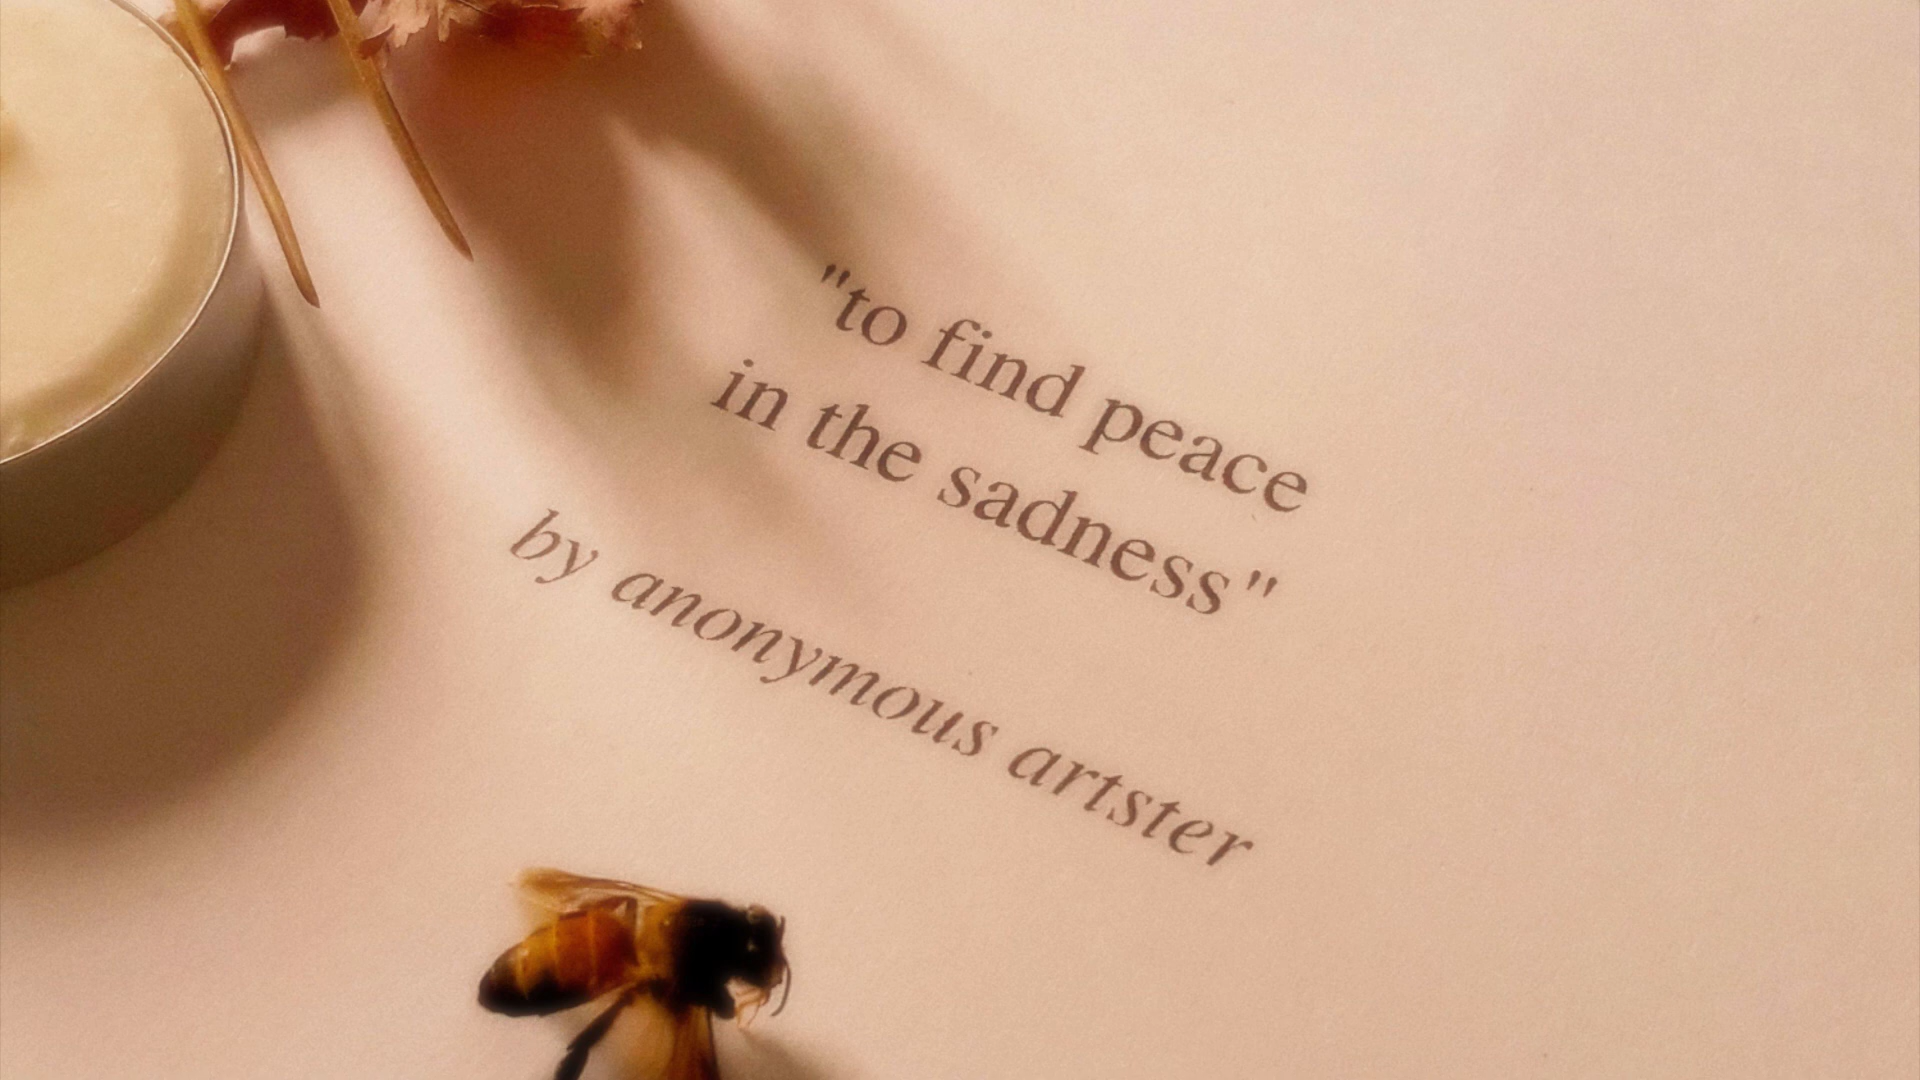 "to find peace
in the sadness"
by anonymous artster